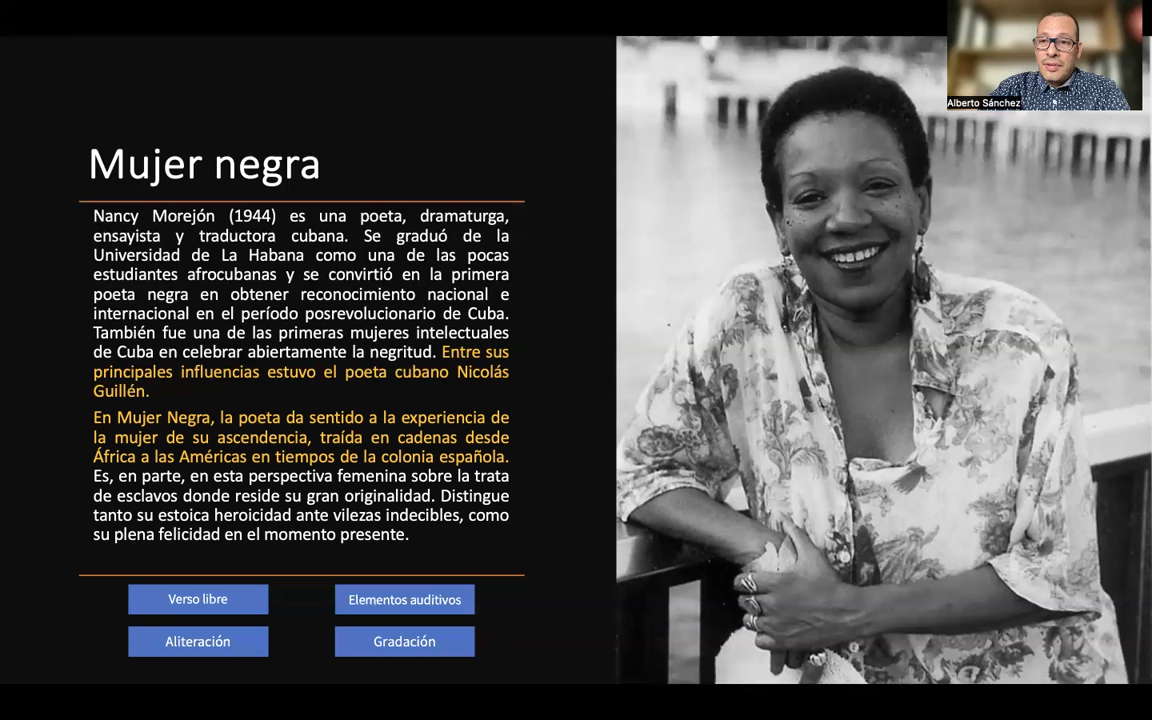 Alberto Sánchez
Mujer negra
Nancy Morejón (1944) es una poeta, dramaturga,
ensayista y traductora cubana. Se graduó de la
Universidad de La Habana como una de las pocas
estudiantes afrocubanas y se convirtió en la primera
poeta negra en obtener reconocimiento nacional e
internacional en el período posrevolucionario de Cuba.
También fue una de las primeras mujeres intelectuales
de Cuba en celebrar abiertamente la negritud. Entre sus
principales influencias estuvo el poeta cubano Nicolás
Guillén.
En Mujer Negra, la poeta da sentido a la experiencia de
la mujer de su ascendencia, traída en cadenas desde
África a las Américas en tiempos de la colonia española.
Es, en parte, en esta perspectiva femenina sobre la trata
de esclavos donde reside su gran originalidad. Distingue
tanto su estoica heroicidad ante vilezas indecibles, como
su plena felicidad en el momento presente.
Verso libre
Elementos auditivos
Aliteración
Gradación